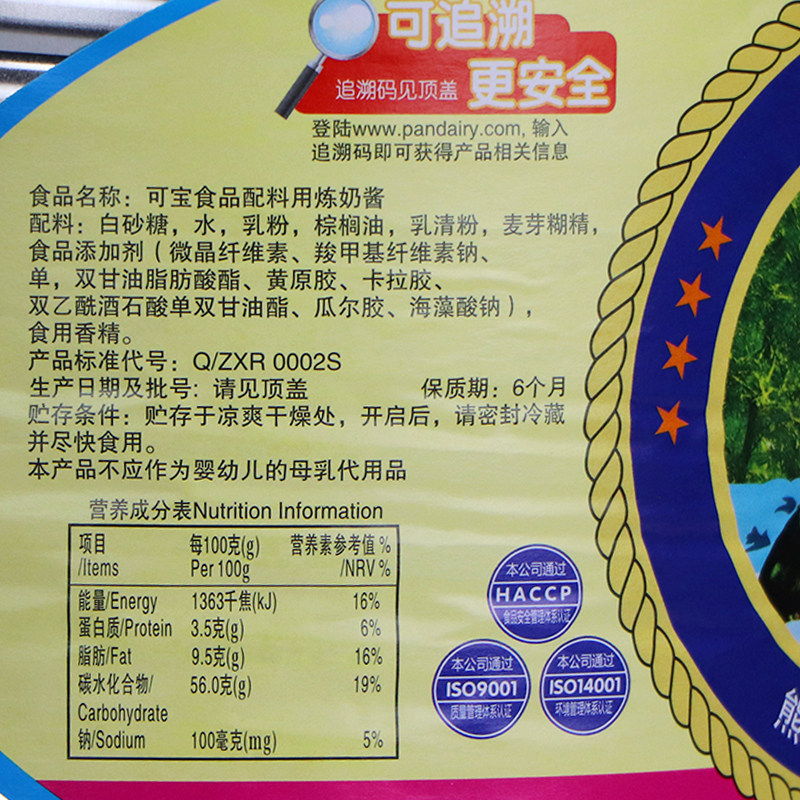 可追溯
追溯码见顶盖 更安全
登陆www.pandairy.com, 输入
追溯码即可获得产品相关信息
食品名称：可宝食品配料用炼奶酱
配料：白砂糖，水，乳粉，棕榈油，乳清粉，麦芽糊精，
食品添加剂（微晶纤维素、羧甲基纤维素钠、
单，双甘油脂肪酸酯、黄原胶、卡拉胶、
双乙酰酒石酸单双甘油酯、瓜尔胶、海藻酸钠），
食用香精。
产品标准代号：Q/ZXR 0002S
生产日期及批号：请见顶盖 保质期：6个月
贮存条件：贮存于凉爽干燥处，开启后，请密封冷藏
并尽快食用。
本产品不应作为婴幼儿的母乳代用品
营养成分表Nutrition Information
项目 每100克(g) 营养素参考值 %
/Items Per 100g /NRV %
能量/Energy 1363千焦(kJ) 16%
蛋白质/Protein 3.5克(g) 6%
脂肪/Fat 9.5克(g) 16%
碳水化合物/ 56.0克(g) 19%
Carbohydrate
钠/Sodium 100毫克(mg) 5%
本公司通过
HACCP
食品安全管理体系认证
本公司通过
ISO9001
质量管理体系认证
本公司通过
ISO14001
环境管理体系认证
熊